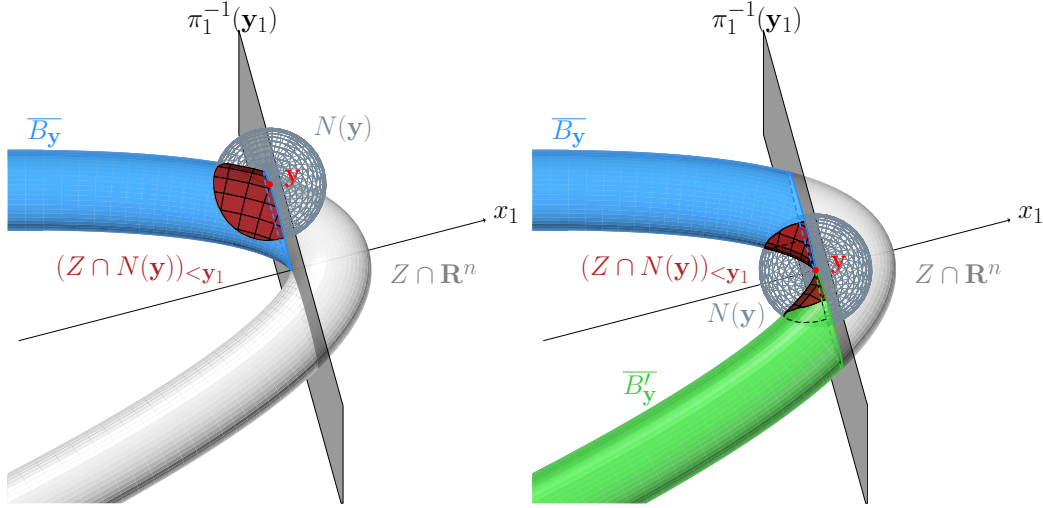 π₁⁻¹(𝐲₁)
N(𝐲)
B̅_𝐲
𝐲
x₁
(Z ∩ N(𝐲))_{<𝐲₁}
Z ∩ 𝐑ⁿ
π₁⁻¹(𝐲₁)
B̅_𝐲
x₁
𝐲
(Z ∩ N(𝐲))_{<𝐲₁}
Z ∩ 𝐑ⁿ
N(𝐲)
B̅′_𝐲